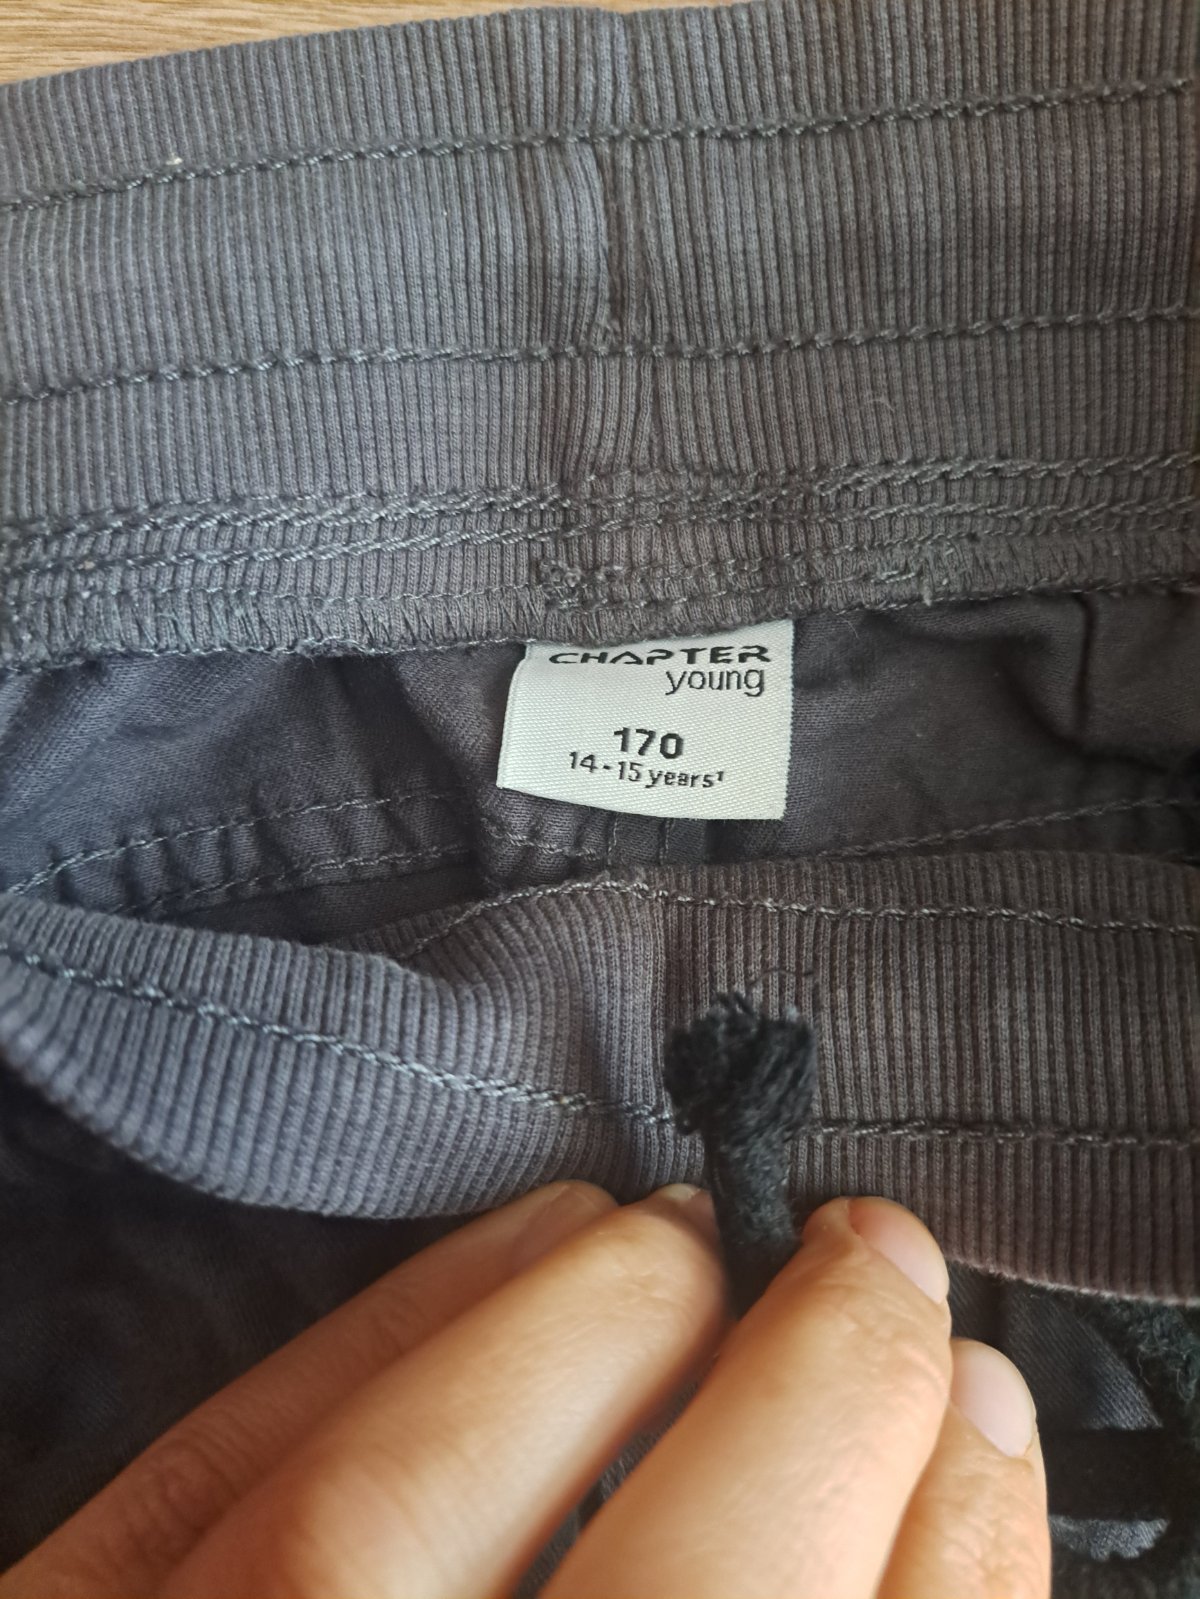 CHAPTER
young
170
14-15 years¹